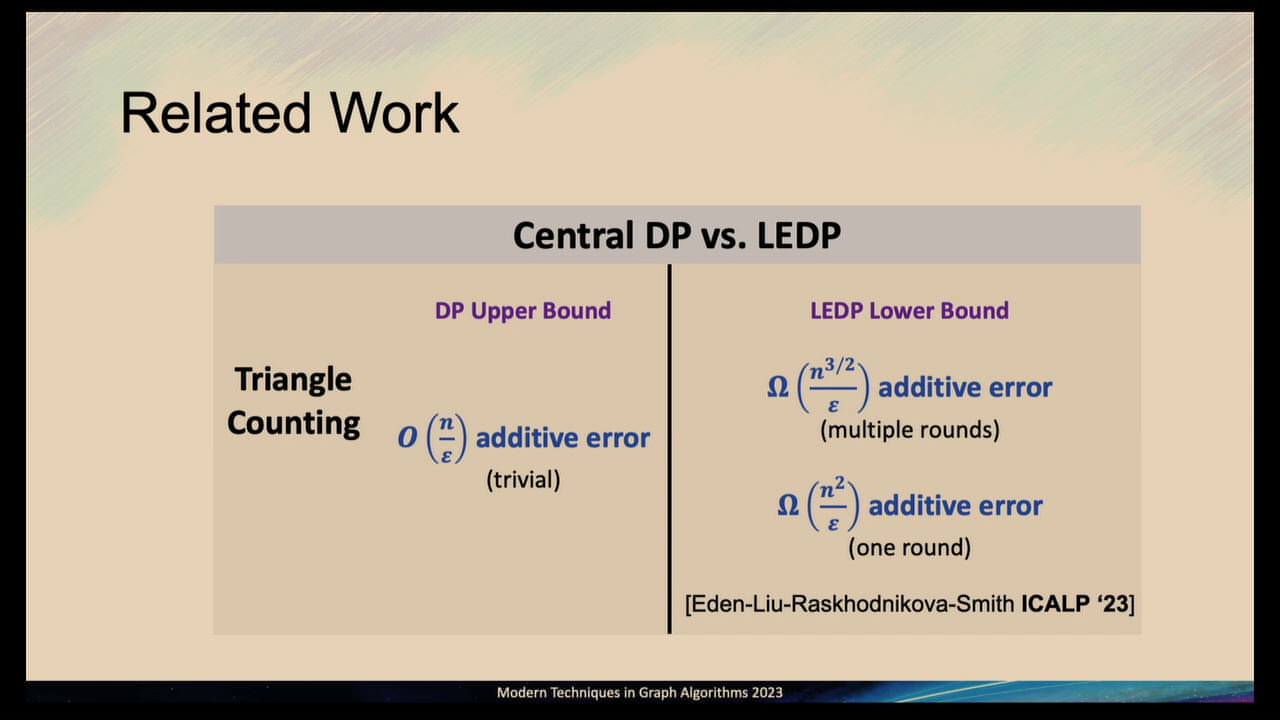 Related Work
Central DP vs. LEDP
DP Upper Bound
LEDP Lower Bound
Triangle
Counting
O(n/ε) additive error
(trivial)
Ω(n^{3/2}/ε) additive error
(multiple rounds)
Ω(n^2/ε) additive error
(one round)
[Eden-Liu-Raskhodnikova-Smith ICALP ‘23]
Modern Techniques in Graph Algorithms 2023